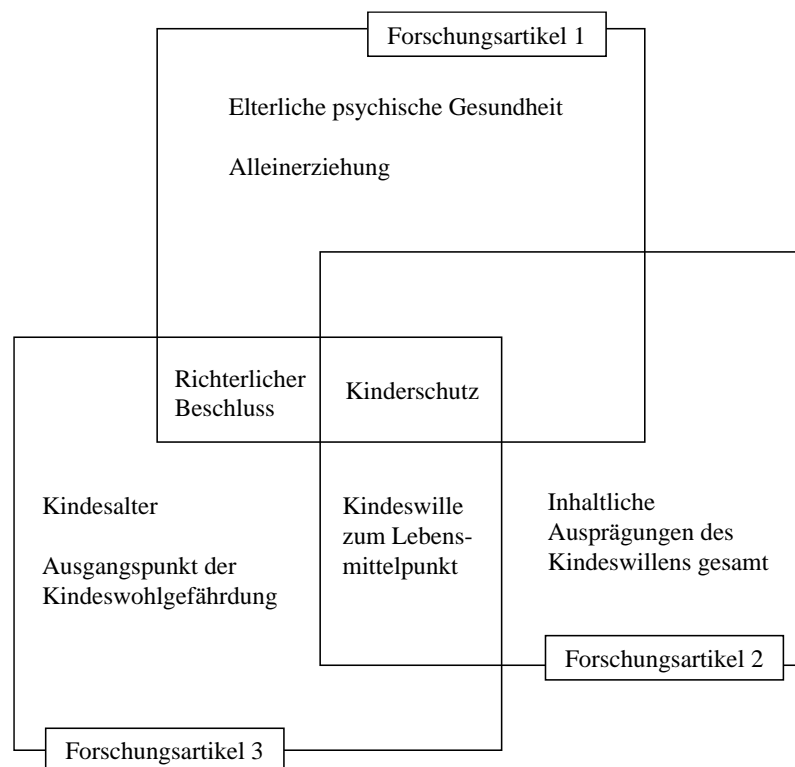 Forschungsartikel 1
Elterliche psychische Gesundheit
Alleinerziehung
Richterlicher
Beschluss
Kinderschutz
Kindesalter
Ausgangspunkt der
Kindeswohlgefährdung
Kindeswille
zum Lebens-
mittelpunkt
Inhaltliche
Ausprägungen des
Kindeswillens gesamt
Forschungsartikel 2
Forschungsartikel 3